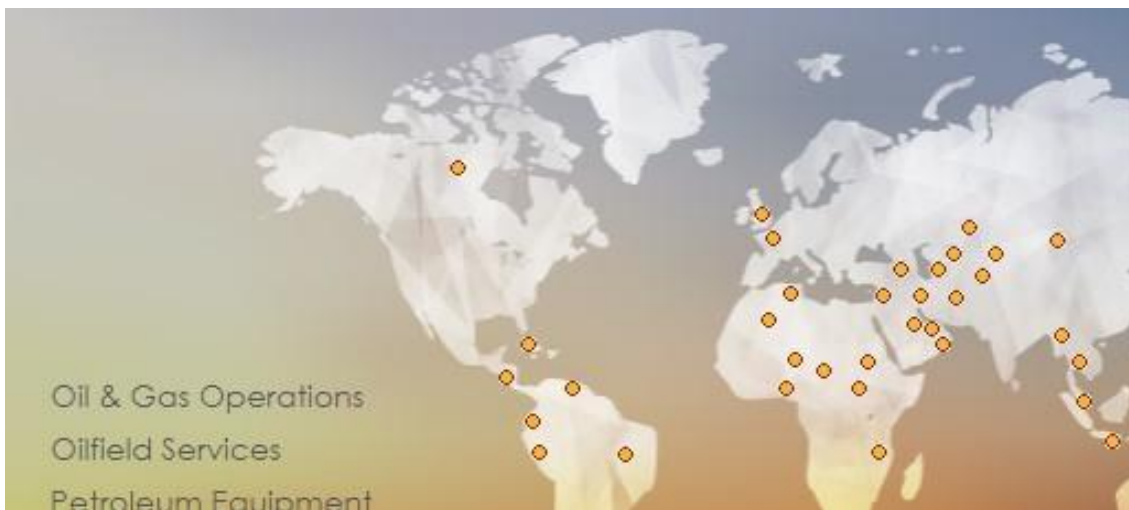 Oil & Gas Operations
Oilfield Services
Petroleum Equipment